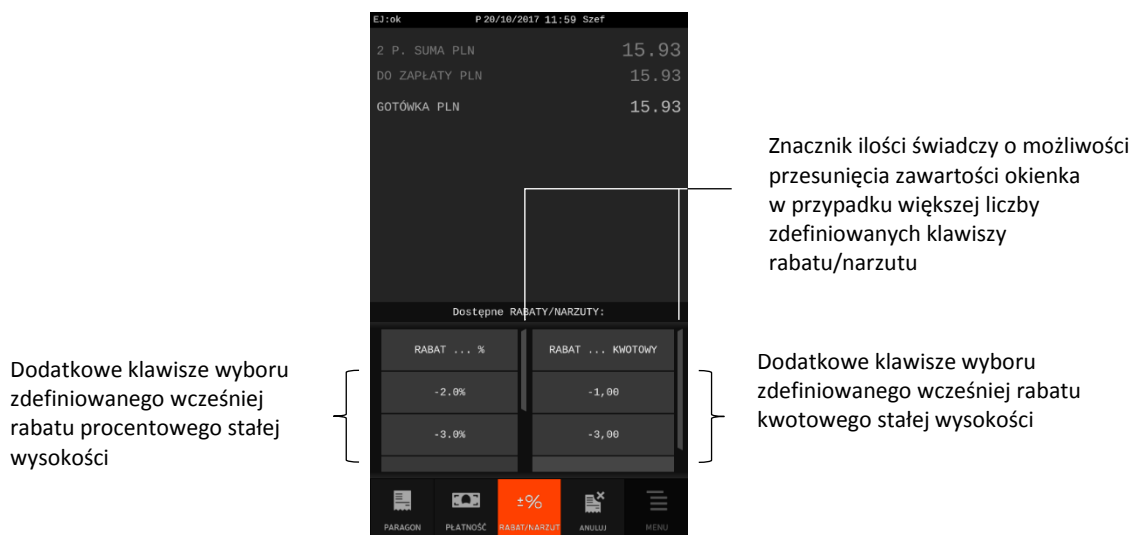 EJ:ok P 20/10/2017 11:59 Szef
2 P. SUMA PLN 15.93
DO ZAPŁATY PLN 15.93
GOTÓWKA PLN 15.93
Znacznik ilości świadczy o możliwości
przesunięcia zawartości okienka
w przypadku większej liczby
zdefiniowanych klawiszy
rabatu/narzutu
Dostępne RABATY/NARZUTY:
RABAT ... % RABAT ... KWOTOWY
-2.0% -1,00
-3.0% -3,00
Dodatkowe klawisze wyboru
zdefiniowanego wcześniej
rabatu procentowego stałej
wysokości
Dodatkowe klawisze wyboru
zdefiniowanego wcześniej rabatu
kwotowego stałej wysokości
±%
PARAGON PŁATNOŚĆ RABAT/NARZUT ANULUJ MENU